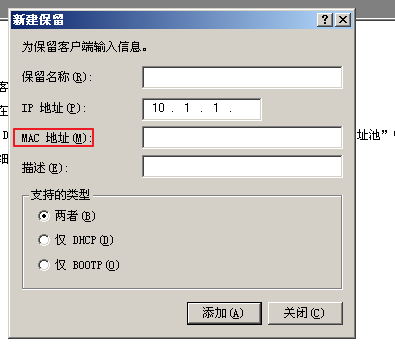 新建保留
为保留客户端输入信息。
保留名称(R):
IP 地址(P): 10 . 1 . 1 .
MAC 地址(M):
描述(E):
支持的类型
两者(B)
仅 DHCP(D)
仅 BOOTP(O)
添加(A) 关闭(C)
客
在
D
细
址池”